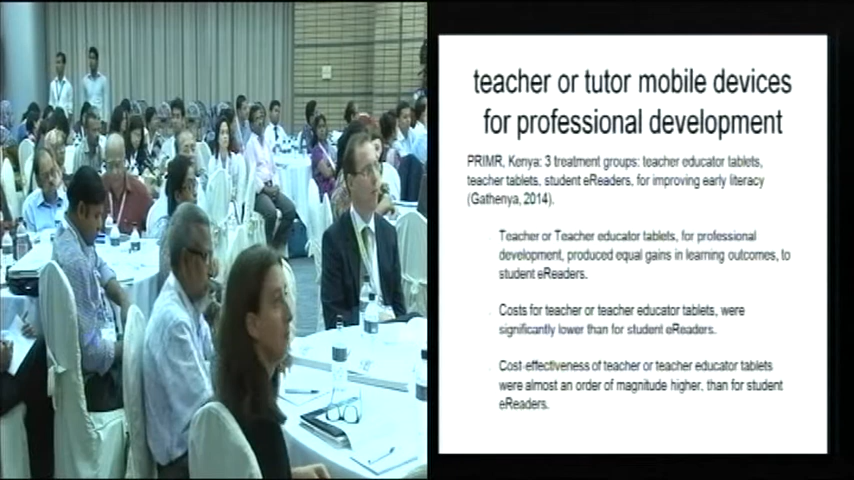 teacher or tutor mobile devices
for professional development
PRIMR, Kenya: 3 treatment groups: teacher educator tablets,
teacher tablets, student eReaders, for improving early literacy
(Gathenya, 2014).
Teacher or Teacher educator tablets, for professional
development, produced equal gains in learning outcomes, to
student eReaders.
Costs for teacher or teacher educator tablets, were
significantly lower than for student eReaders.
Cost-effectiveness of teacher or teacher educator tablets
were almost an order of magnitude higher, than for student
eReaders.